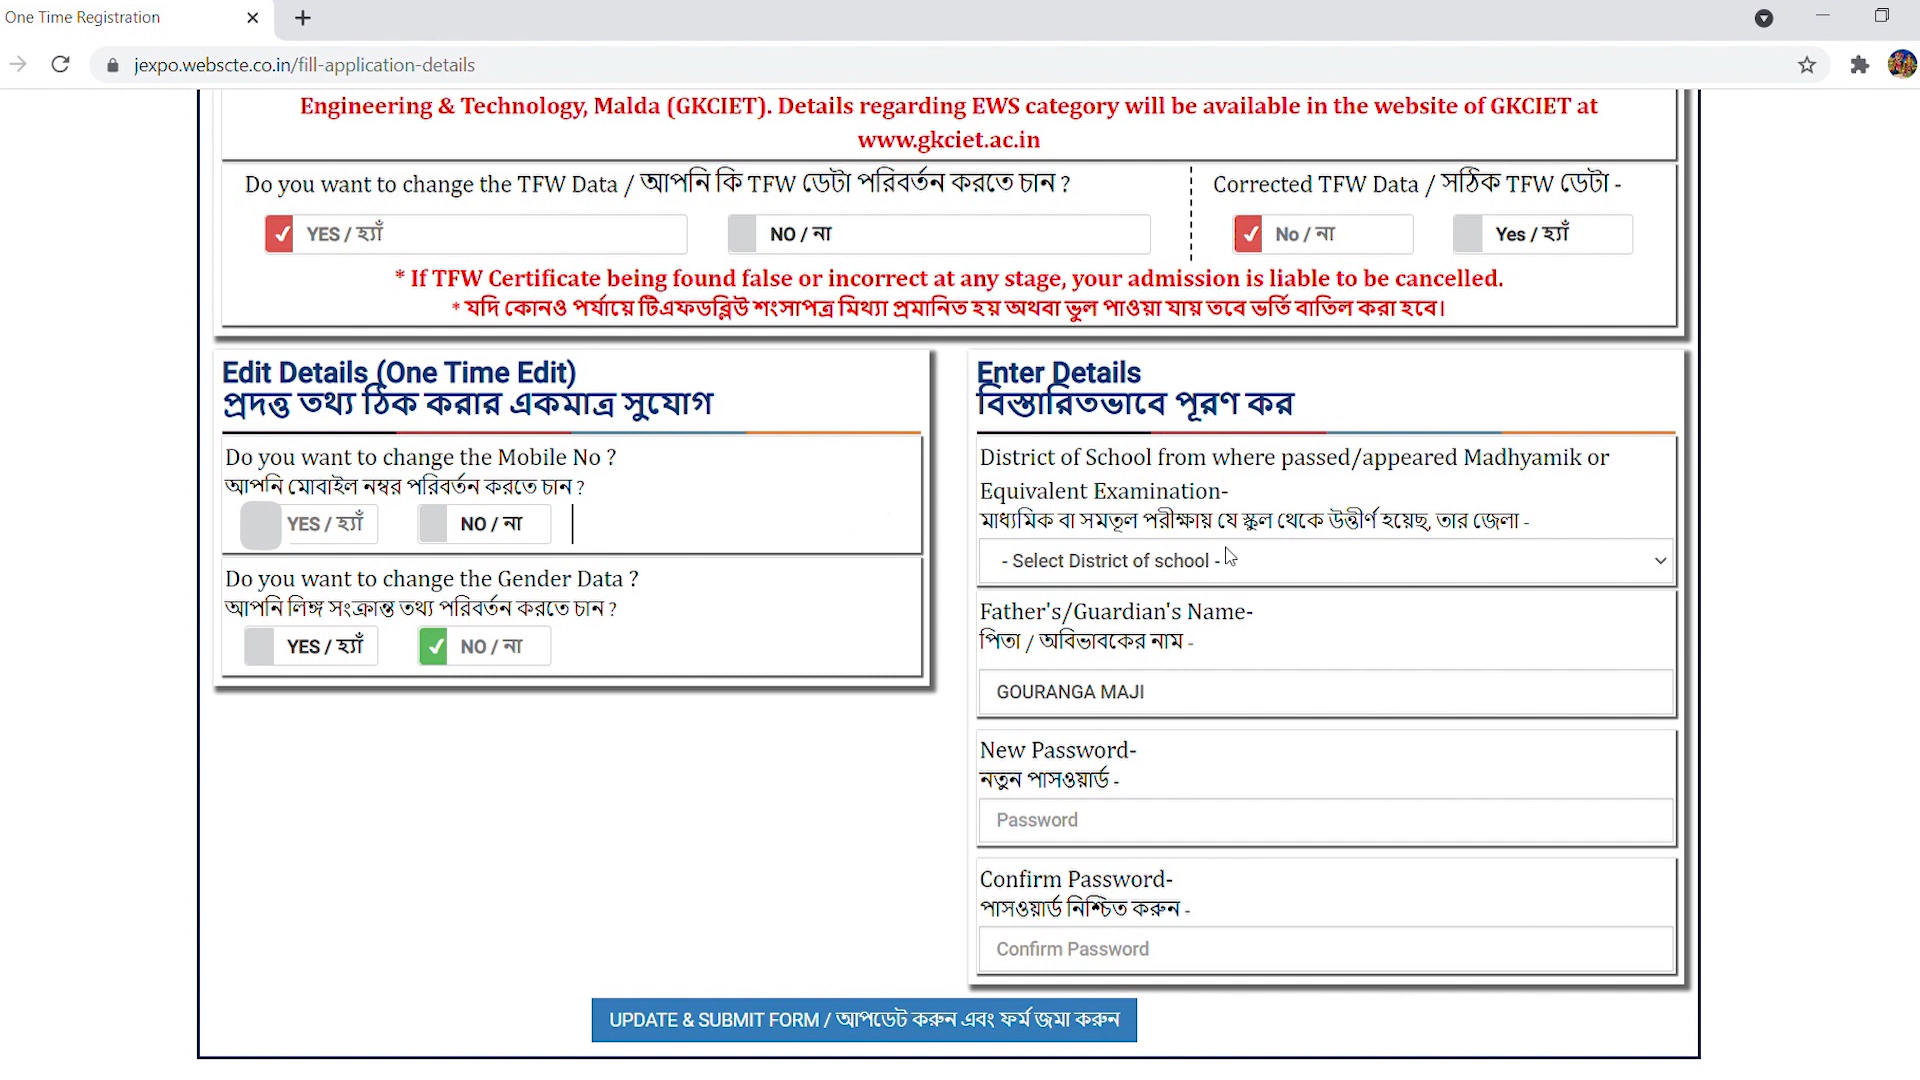 One Time Registration
jexpo.webscte.co.in/fill-application-details
Engineering & Technology, Malda (GKCIET). Details regarding EWS category will be available in the website of GKCIET at
www.gkciet.ac.in
Do you want to change the TFW Data / আপনি কি TFW ডেটা পরিবর্তন করতে চান ?
Corrected TFW Data / সঠিক TFW ডেটা -
YES / হ্যাঁ
NO / না
No / না
Yes / হ্যাঁ
* If TFW Certificate being found false or incorrect at any stage, your admission is liable to be cancelled.
* যদি কোনও পর্যায়ে টিএফডব্লিউ শংসাপত্র মিথ্যা প্রমানিত হয় অথবা ভুল পাওয়া যায় তবে ভর্তি বাতিল করা হবে।
Edit Details (One Time Edit)
প্রদত্ত তথ্য ঠিক করার একমাত্র সুযোগ
Do you want to change the Mobile No ?
আপনি মোবাইল নম্বর পরিবর্তন করতে চান ?
YES / হ্যাঁ
NO / না
Do you want to change the Gender Data ?
আপনি লিঙ্গ সংক্রান্ত তথ্য পরিবর্তন করতে চান ?
YES / হ্যাঁ
NO / না
Enter Details
বিস্তারিতভাবে পূরণ কর
District of School from where passed/appeared Madhyamik or
Equivalent Examination-
মাধ্যমিক বা সমতূল পরীক্ষায় যে স্কুল থেকে উত্তীর্ণ হয়েছ, তার জেলা -
- Select District of school -
Father's/Guardian's Name-
পিতা / অবিভাবকের নাম -
GOURANGA MAJI
New Password-
নতুন পাসওয়ার্ড -
Password
Confirm Password-
পাসওয়ার্ড নিশ্চিত করুন -
Confirm Password
UPDATE & SUBMIT FORM / আপডেট করুন এবং ফর্ম জমা করুন